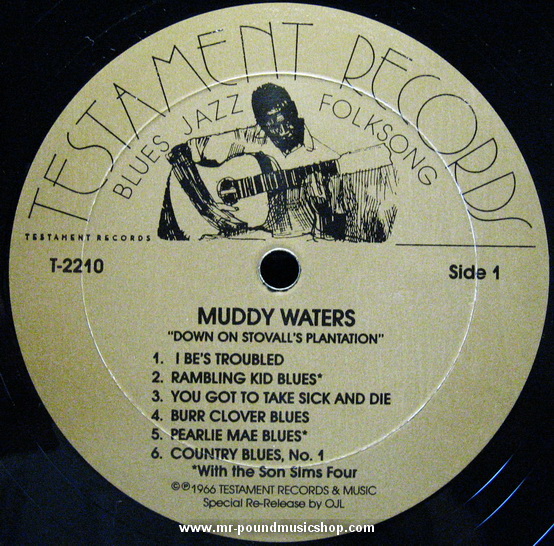 TESTAMENT RECORDS
BLUES JAZZ FOLKSONG
TESTAMENT RECORDS
T-2210
Side 1
MUDDY WATERS
"DOWN ON STOVALL'S PLANTATION"
1. I BE'S TROUBLED
2. RAMBLING KID BLUES*
3. YOU GOT TO TAKE SICK AND DIE
4. BURR CLOVER BLUES
5. PEARLIE MAE BLUES*
6. COUNTRY BLUES, No. 1
*With the Son Sims Four
©℗1966 TESTAMENT RECORDS & MUSIC
Special Re-Release by OJL
www.mr-poundmusicshop.com